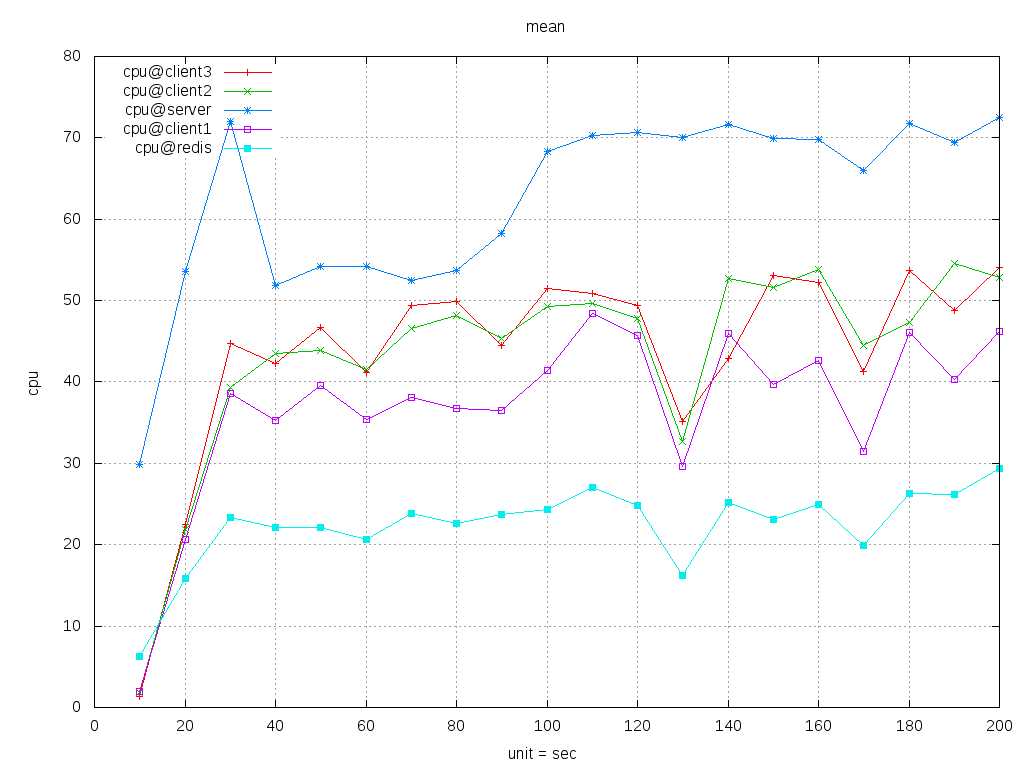 mean
80
70
60
50
40
30
20
10
0
cpu
cpu@client3
cpu@client2
cpu@server
cpu@client1
cpu@redis
0 20 40 60 80 100 120 140 160 180 200
unit = sec